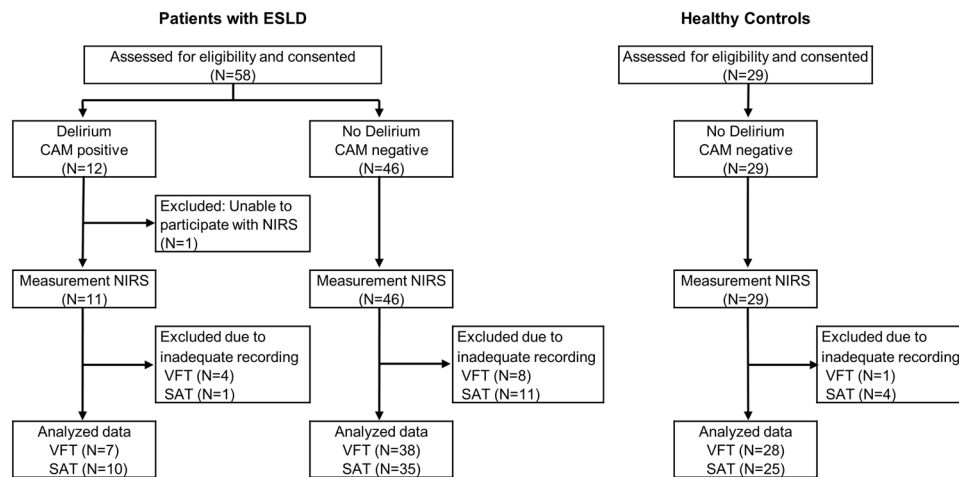 Patients with ESLD
Healthy Controls
Assessed for eligibility and consented
(N=58)
Assessed for eligibility and consented
(N=29)
Delirium
CAM positive
(N=12)
No Delirium
CAM negative
(N=46)
No Delirium
CAM negative
(N=29)
Excluded: Unable to
participate with NIRS
(N=1)
Measurement NIRS
(N=11)
Measurement NIRS
(N=46)
Measurement NIRS
(N=29)
Excluded due to
inadequate recording
VFT (N=4)
SAT (N=1)
Excluded due to
inadequate recording
VFT (N=8)
SAT (N=11)
Excluded due to
inadequate recording
VFT (N=1)
SAT (N=4)
Analyzed data
VFT (N=7)
SAT (N=10)
Analyzed data
VFT (N=38)
SAT (N=35)
Analyzed data
VFT (N=28)
SAT (N=25)